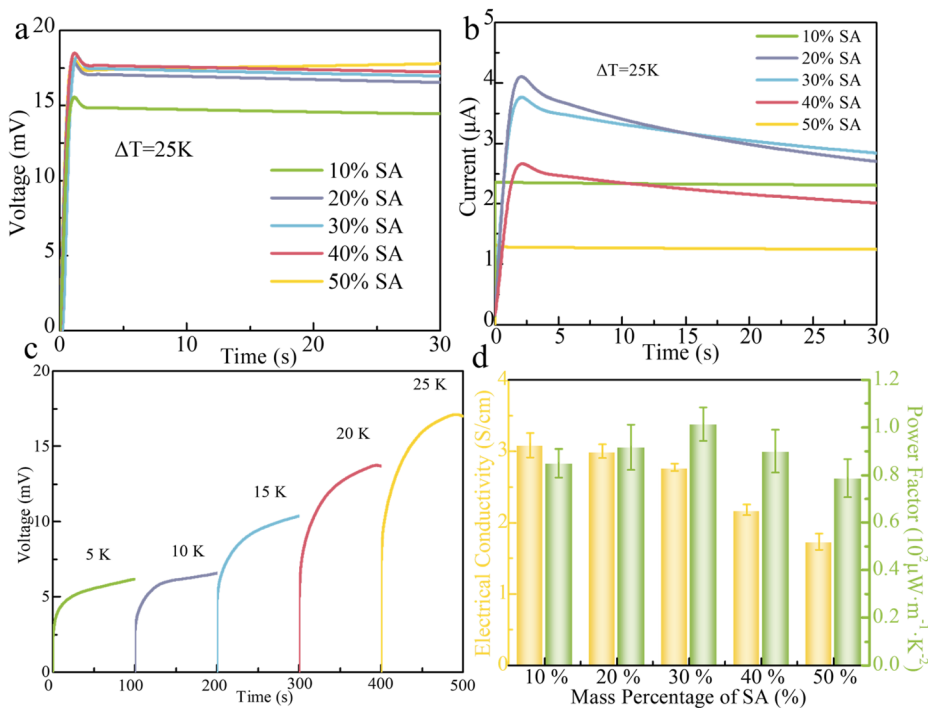 a
Voltage (mV)
20
15
10
5
0
ΔT=25K
10% SA
20% SA
30% SA
40% SA
50% SA
0
10
20
30
Time (s)
b
Current (μA)
5
4
3
2
1
0
ΔT=25K
10% SA
20% SA
30% SA
40% SA
50% SA
0
5
10
15
20
25
30
Time (s)
c
Voltage (mV)
20
15
10
5
0
5 K
10 K
15 K
20 K
25 K
0
100
200
300
400
500
Time (s)
d
Electrical Conductivity (S/cm)
4
3
2
1
0
Power Factor (10²μW·m⁻¹·K⁻²)
1.2
1.0
0.8
0.6
0.4
0.2
0.0
10 %
20 %
30 %
40 %
50 %
Mass Percentage of SA (%)